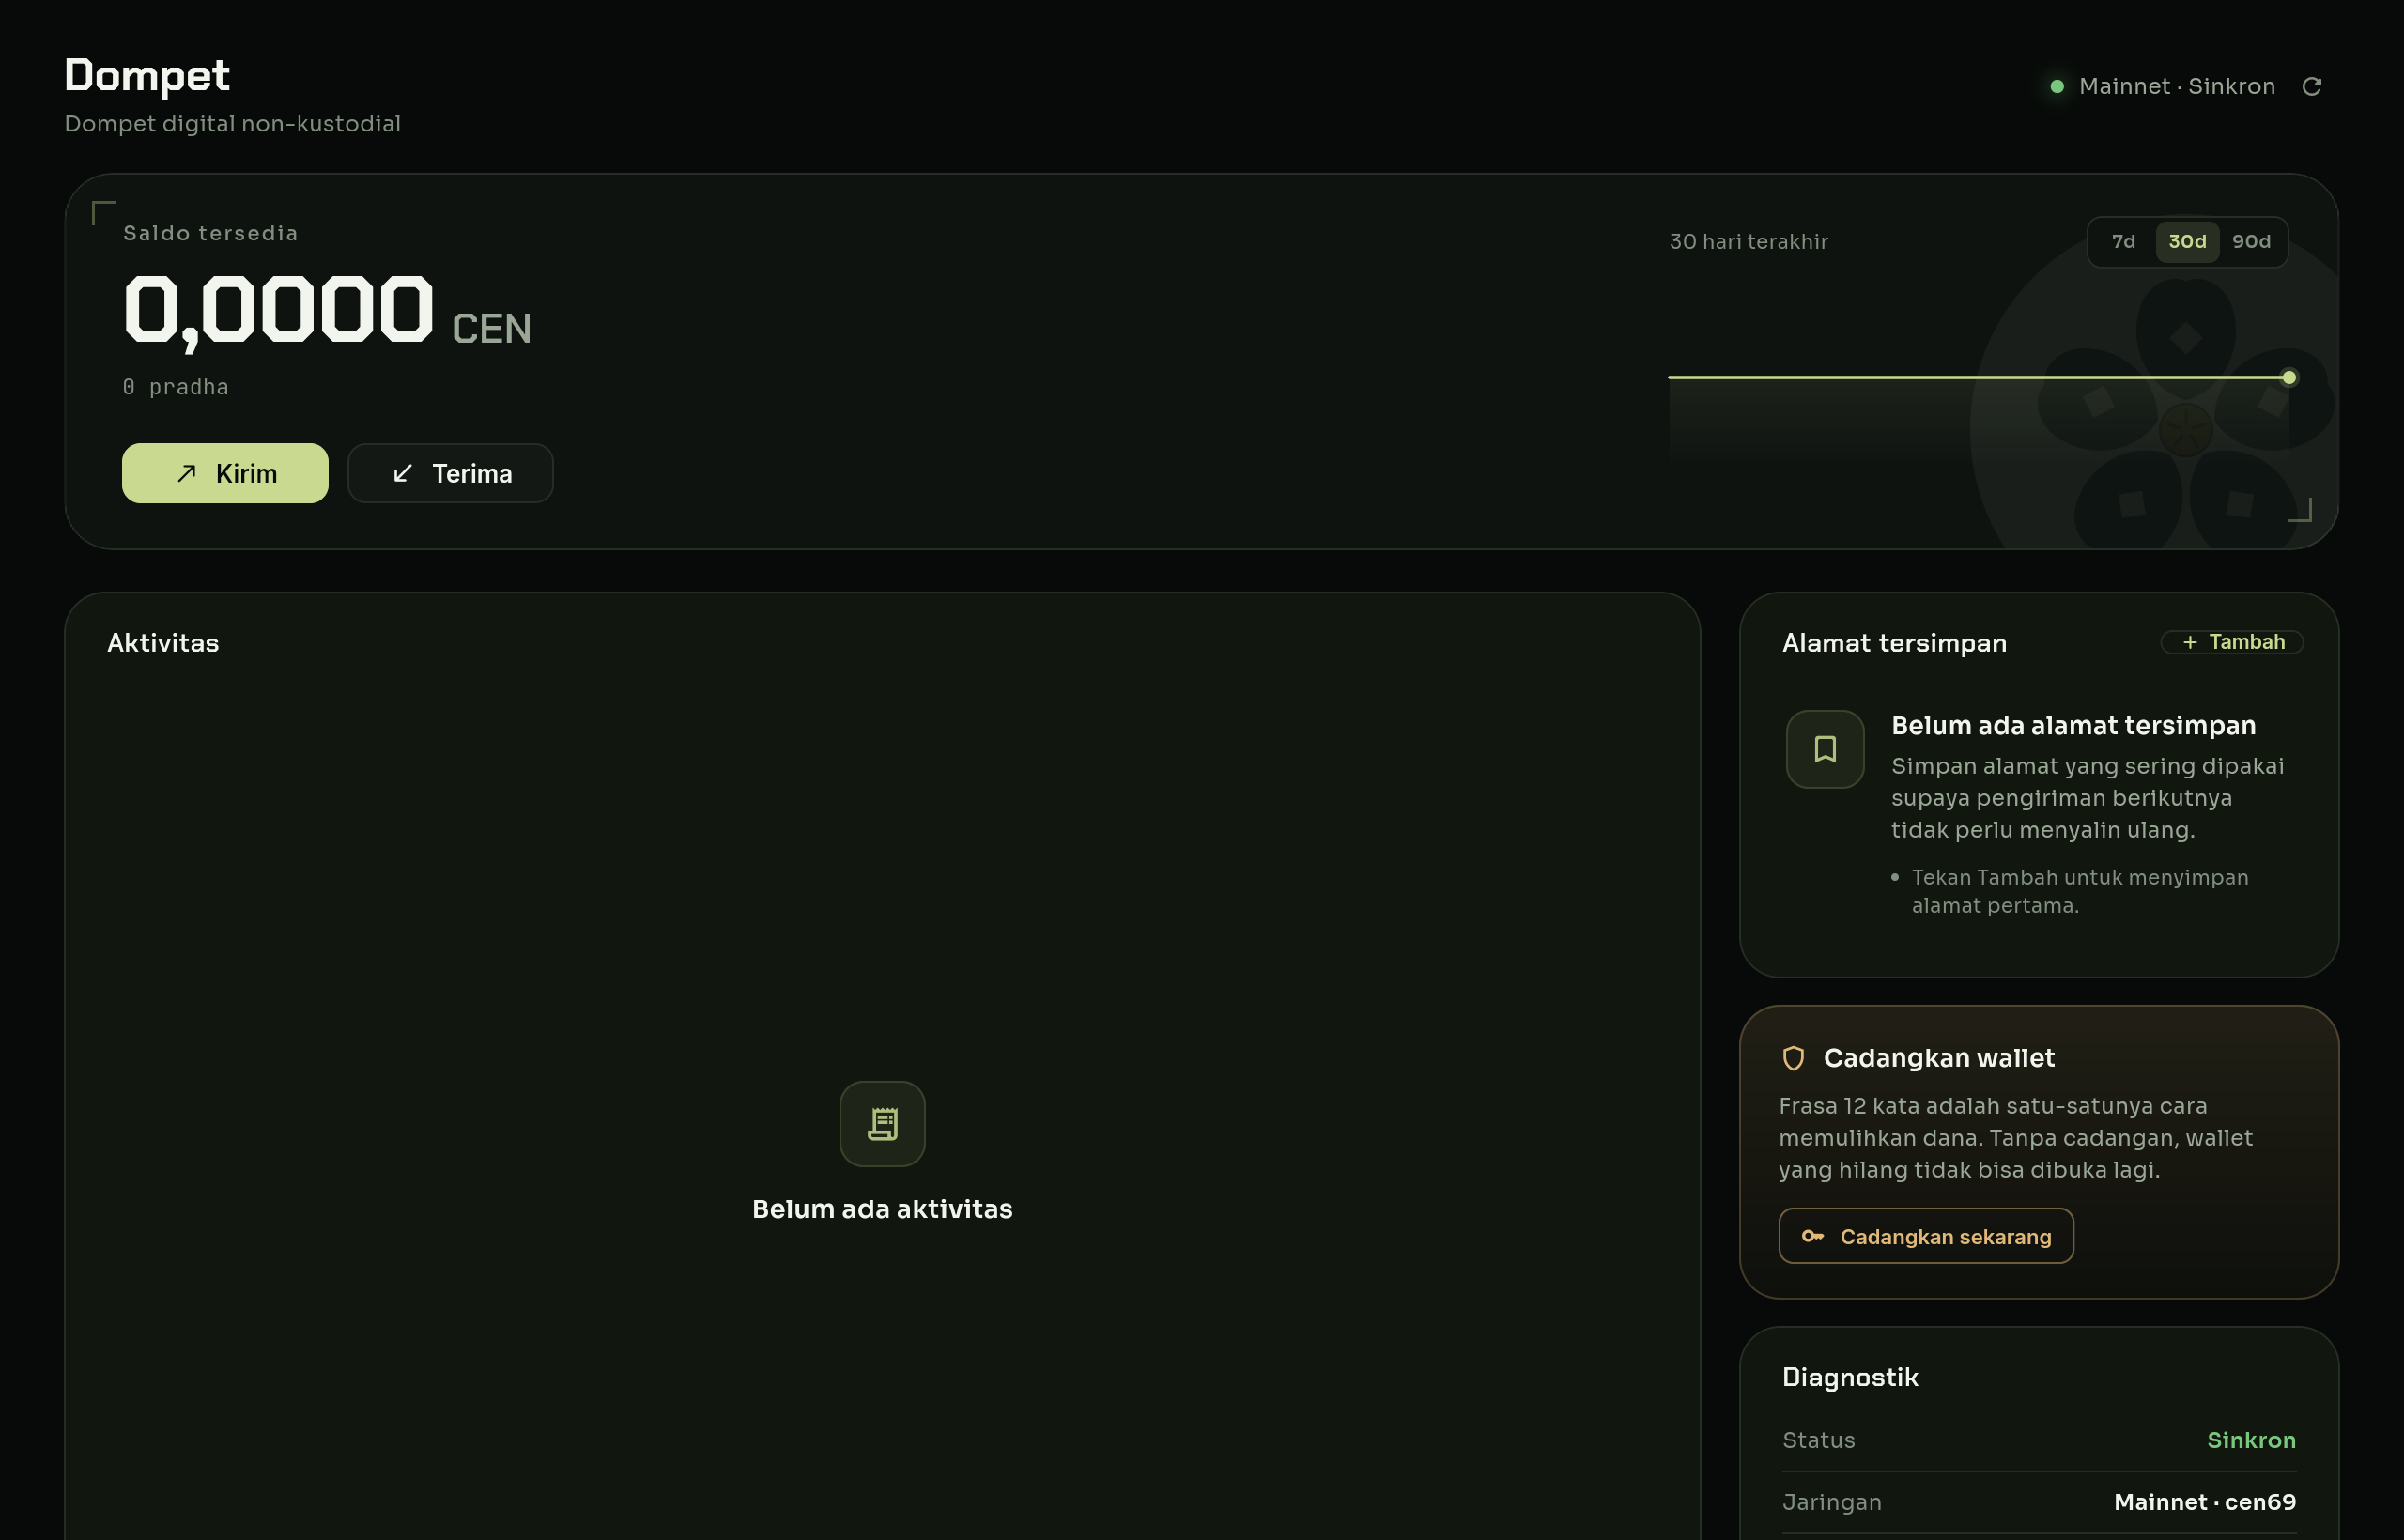 Dompet
Dompet digital non-kustodial
Mainnet · Sinkron
Saldo tersedia
0,0000 CEN
0 pradha
Kirim
Terima
30 hari terakhir
7d 30d 90d
Aktivitas
Belum ada aktivitas
Alamat tersimpan
+ Tambah
Belum ada alamat tersimpan
Simpan alamat yang sering dipakai
supaya pengiriman berikutnya
tidak perlu menyalin ulang.
• Tekan Tambah untuk menyimpan
alamat pertama.
Cadangkan wallet
Frasa 12 kata adalah satu-satunya cara
memulihkan dana. Tanpa cadangan, wallet
yang hilang tidak bisa dibuka lagi.
Cadangkan sekarang
Diagnostik
Status Sinkron
Jaringan Mainnet · cen69